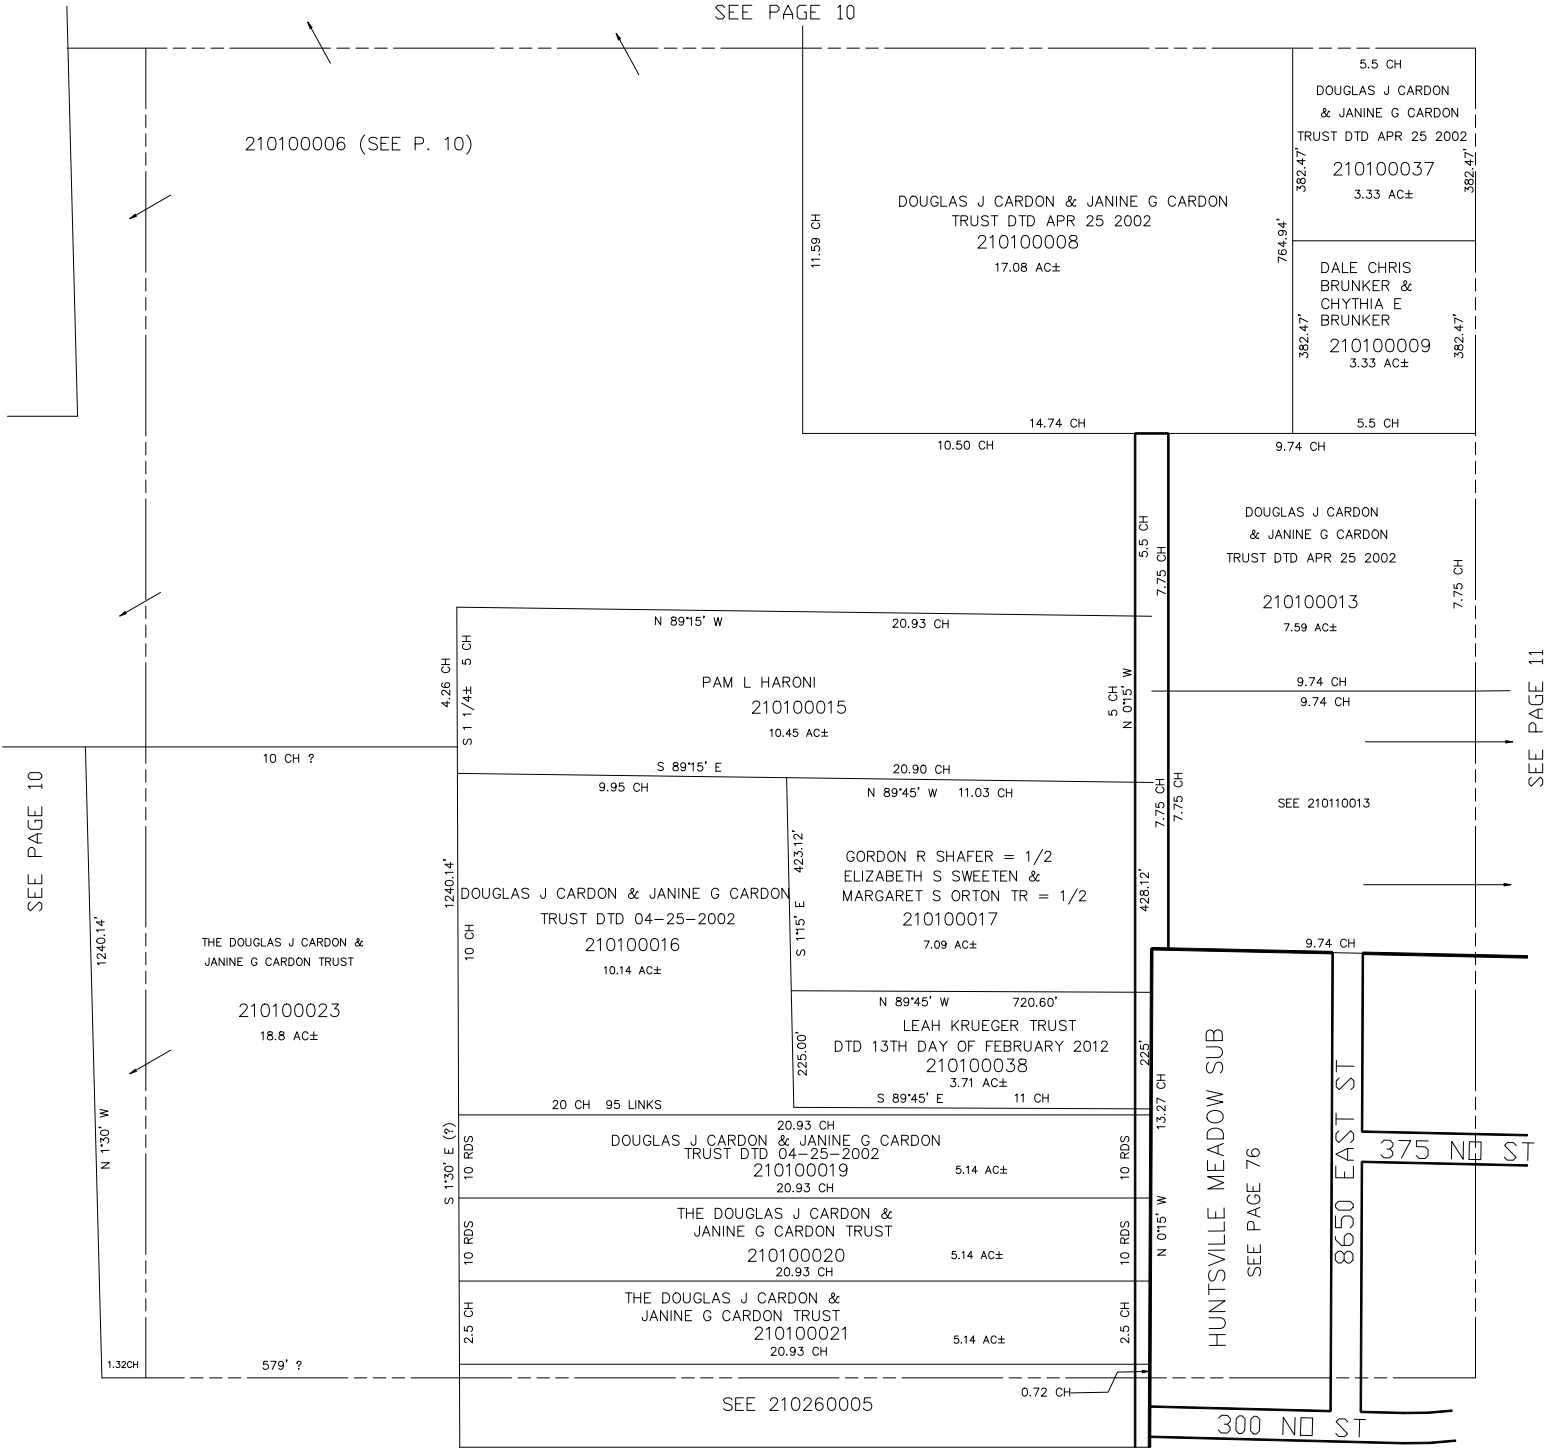 SEE PAGE 10
210100006 (SEE P. 10)
5.5 CH
DOUGLAS J CARDON
& JANINE G CARDON
TRUST DTD APR 25 2002
382.47'
210100037
382.47'
3.33 AC±
11.59 CH
DOUGLAS J CARDON & JANINE G CARDON
TRUST DTD APR 25 2002
210100008
17.08 AC±
764.94'
DALE CHRIS
BRUNKER &
CHYTHIA E
BRUNKER
382.47'
210100009
382.47'
3.33 AC±
14.74 CH
5.5 CH
10.50 CH
9.74 CH
5.5 CH
7.75 CH
DOUGLAS J CARDON
& JANINE G CARDON
TRUST DTD APR 25 2002
210100013
7.59 AC±
7.75 CH
N 89°15' W
20.93 CH
4.26 CH
S 1 1/4± 5 CH
PAM L HARONI
210100015
10.45 AC±
5 CH
N 0°15' W
9.74 CH
9.74 CH
SEE PAGE 11
10 CH ?
S 89°15' E
20.90 CH
9.95 CH
N 89°45' W 11.03 CH
7.75 CH
7.75 CH
SEE 210110013
SEE PAGE 10
1240.14'
1240.14'
10 CH
DOUGLAS J CARDON & JANINE G CARDON
TRUST DTD 04-25-2002
210100016
10.14 AC±
423.12'
S 1°15' E
GORDON R SHAFER = 1/2
ELIZABETH S SWEETEN &
MARGARET S ORTON TR = 1/2
210100017
7.09 AC±
428.12'
9.74 CH
THE DOUGLAS J CARDON &
JANINE G CARDON TRUST
210100023
18.8 AC±
N 89°45' W
720.60'
225.00'
LEAH KRUEGER TRUST
DTD 13TH DAY OF FEBRUARY 2012
210100038
3.71 AC±
225'
S 89°45' E
11 CH
13.27 CH
N 0°15' W
HUNTSVILLE MEADOW SUB
SEE PAGE 76
8650 EAST ST
375 NO ST
N 1°30' W
20 CH 95 LINKS
S 1°30' E (?)
20.93 CH
10 RDS
DOUGLAS J CARDON & JANINE G CARDON
TRUST DTD 04-25-2002
210100019
5.14 AC±
10 RDS
20.93 CH
10 RDS
THE DOUGLAS J CARDON &
JANINE G CARDON TRUST
210100020
5.14 AC±
10 RDS
20.93 CH
2.5 CH
THE DOUGLAS J CARDON &
JANINE G CARDON TRUST
210100021
5.14 AC±
2.5 CH
20.93 CH
1.32CH
579' ?
0.72 CH
SEE 210260005
300 NO ST